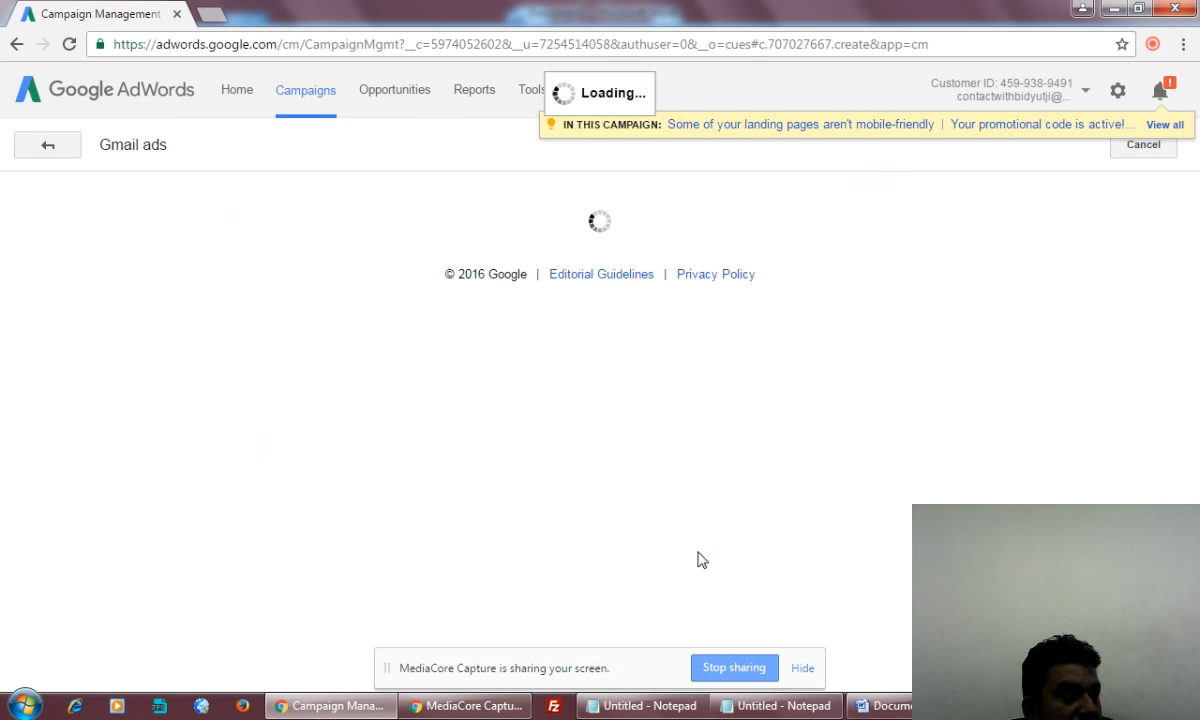 Campaign Management
https://adwords.google.com/cm/CampaignMgmt?__c=5974052602&__u=7254514058&authuser=0&__o=cues#c.707027667.create&app=cm
Google AdWords
Home
Campaigns
Opportunities
Reports
Tools
Loading...
Customer ID: 459-938-9491
contactwithbidyutji@...
IN THIS CAMPAIGN: Some of your landing pages aren't mobile-friendly | Your promotional code is active!... View all
Gmail ads
Cancel
© 2016 Google | Editorial Guidelines | Privacy Policy
MediaCore Capture is sharing your screen.
Stop sharing
Hide
Campaign Mana...
MediaCore Captu...
Untitled - Notepad
Untitled - Notepad
Docume